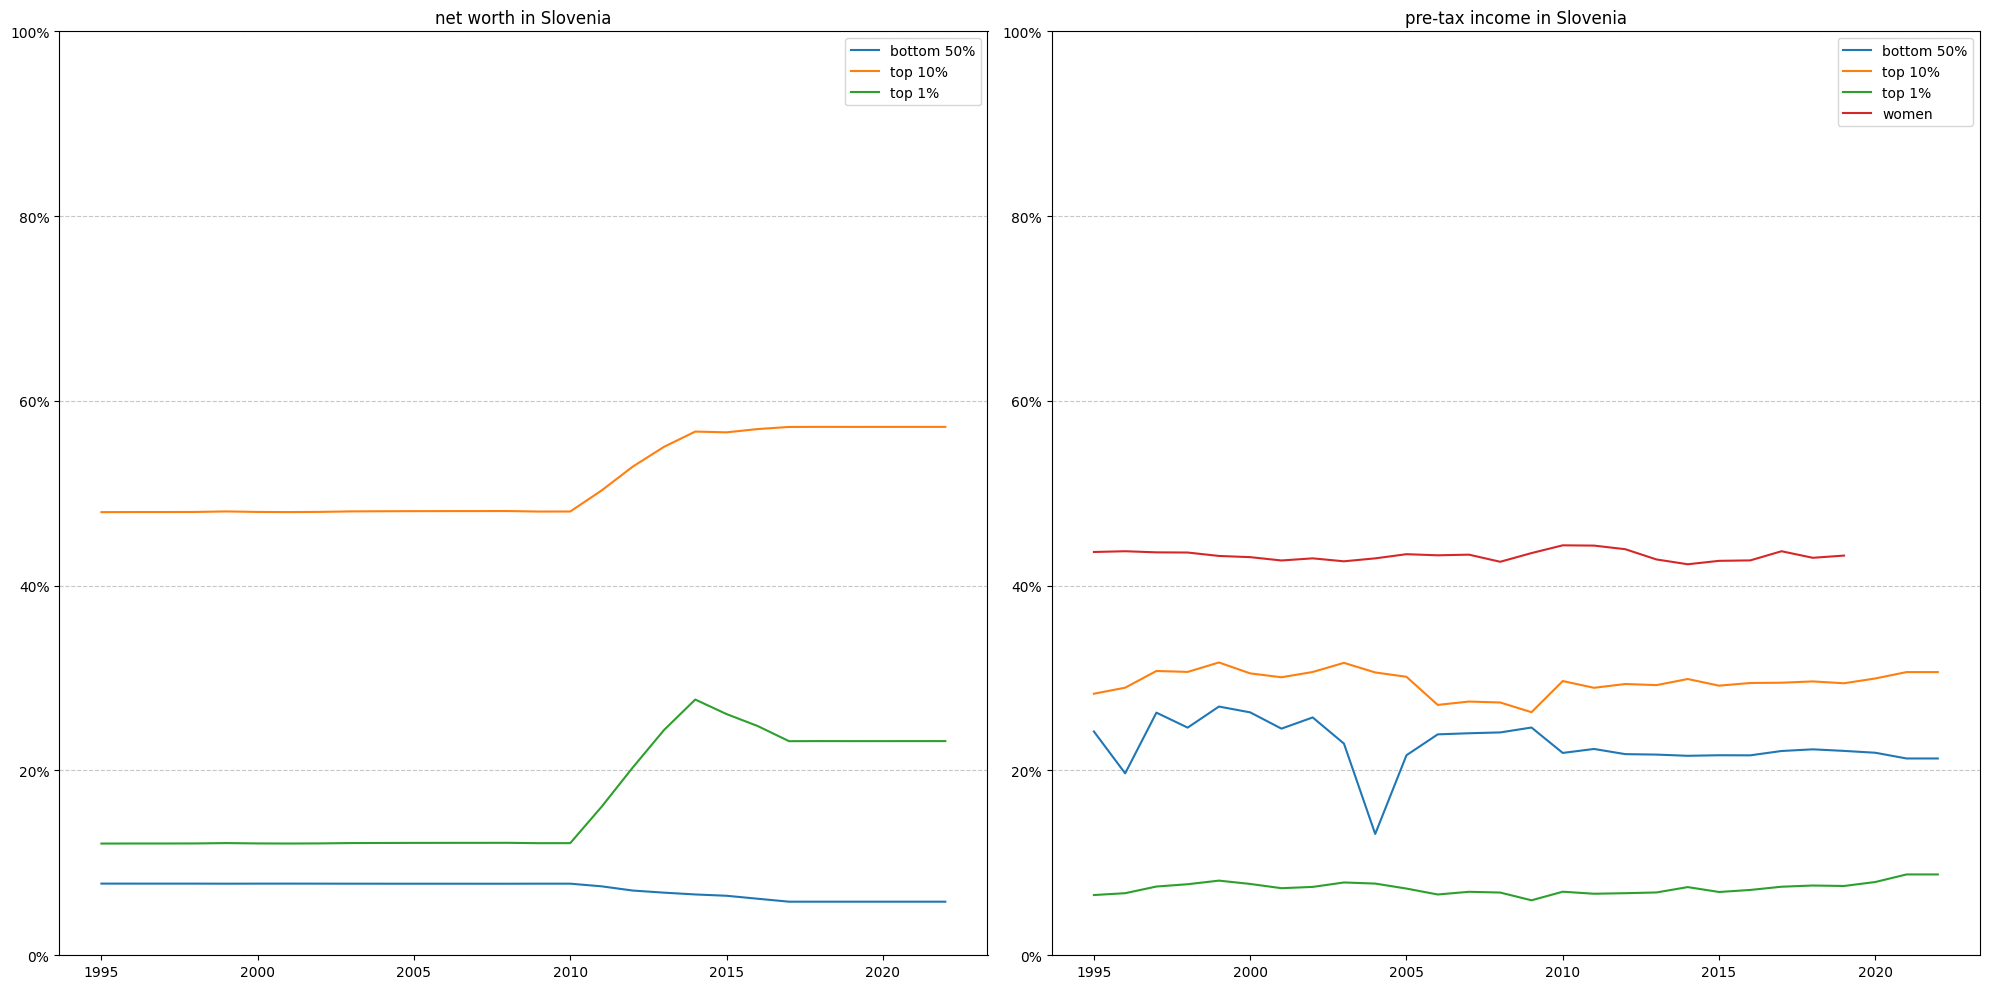 net worth in Slovenia
100%
80%
60%
40%
20%
0%
1995 2000 2005 2010 2015 2020
bottom 50%
top 10%
top 1%
pre-tax income in Slovenia
100%
80%
60%
40%
20%
0%
1995 2000 2005 2010 2015 2020
bottom 50%
top 10%
top 1%
women